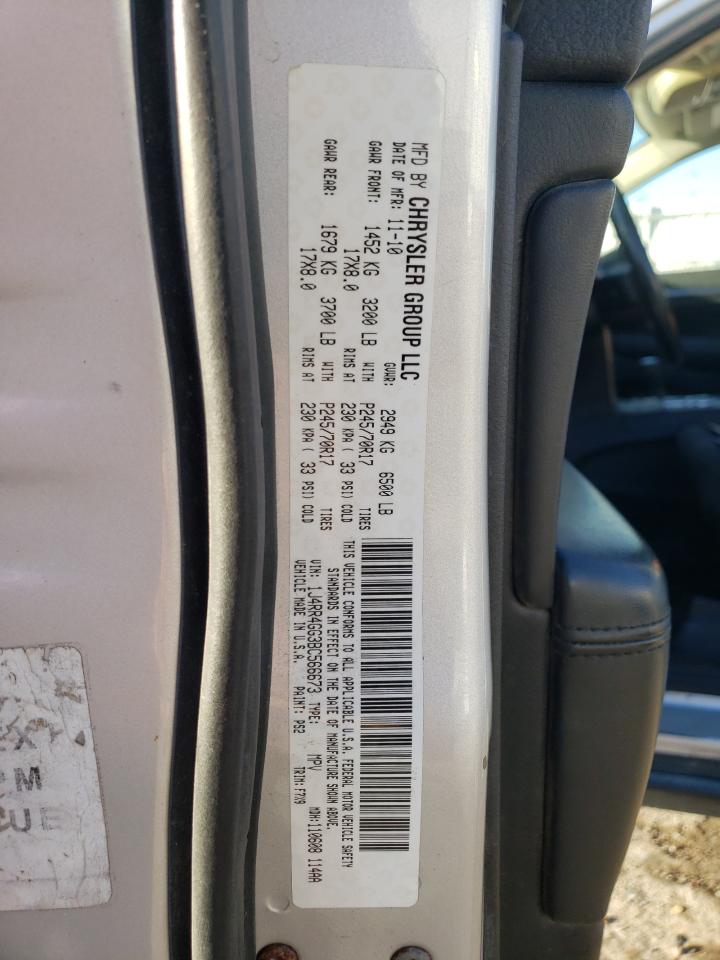 MFD BY CHRYSLER GROUP LLC
DATE OF MFR: 11-10 GVWR: 2949 KG 6500 LB
GAWR FRONT: 1452 KG 3200 LB WITH P245/70R17 TIRES
17X8.0 RIMS AT 230 KPA ( 33 PSI) COLD
GAWR REAR: 1679 KG 3700 LB WITH P245/70R17 TIRES
17X8.0 RIMS AT 230 KPA ( 33 PSI) COLD
THIS VEHICLE CONFORMS TO ALL APPLICABLE U.S.A. FEDERAL MOTOR VEHICLE SAFETY
STANDARDS IN EFFECT ON THE DATE OF MANUFACTURE SHOWN ABOVE.
VIN: 1J4RR4GG3BC566673 TYPE: MPV MDH: 110608 114AA
VEHICLE MADE IN U.S.A. PAINT: PS2 TRIM: F7X9